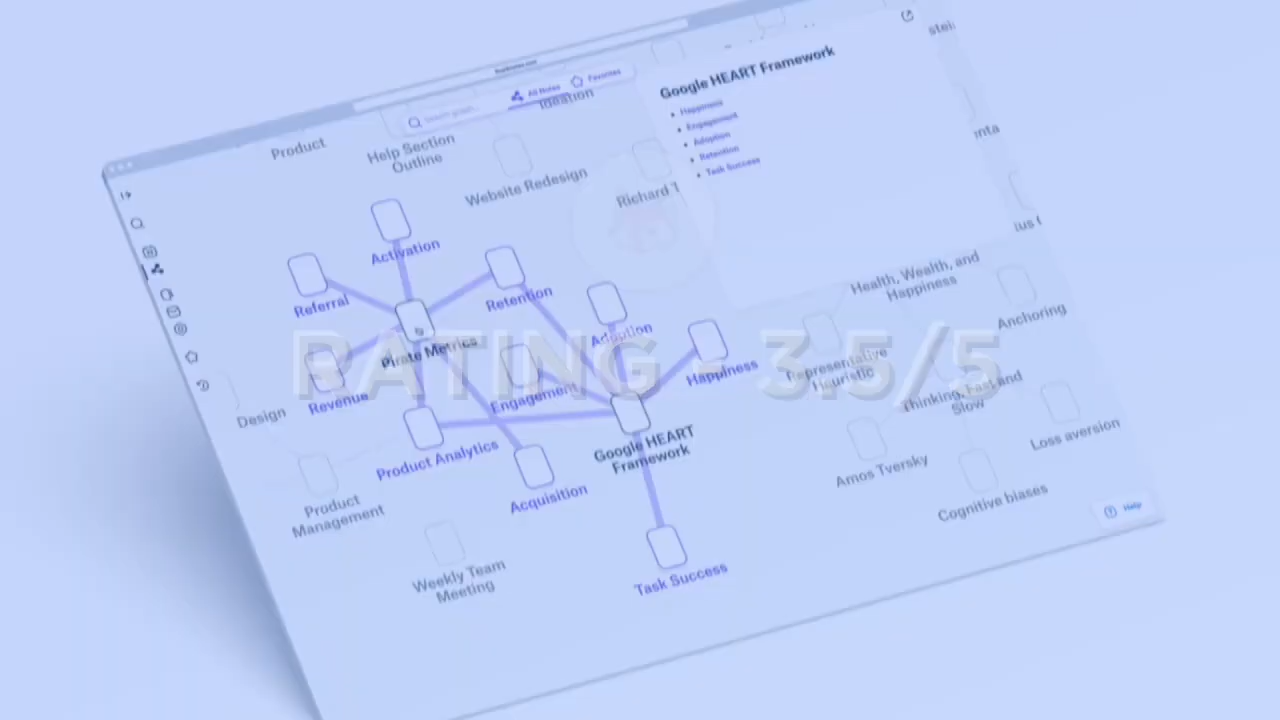 Google HEART Framework
Happiness
Engagement
Adoption
Retention
Task Success
All Notes
Favorites
Ideation
Product
Help Section
Outline
Website Redesign
Richard T
Activation
Referral
Retention
Adoption
Pirate Metrics
Happiness
Revenue
Engagement
RATING - 3.5/5
Health, Wealth, and
Happiness
Anchoring
Representative
Heuristic
Thinking, Fast and
Slow
Design
Product Analytics
Google HEART
Framework
Loss aversion
Amos Tversky
Acquisition
Cognitive biases
Product
Management
Help
Weekly Team
Meeting
Task Success